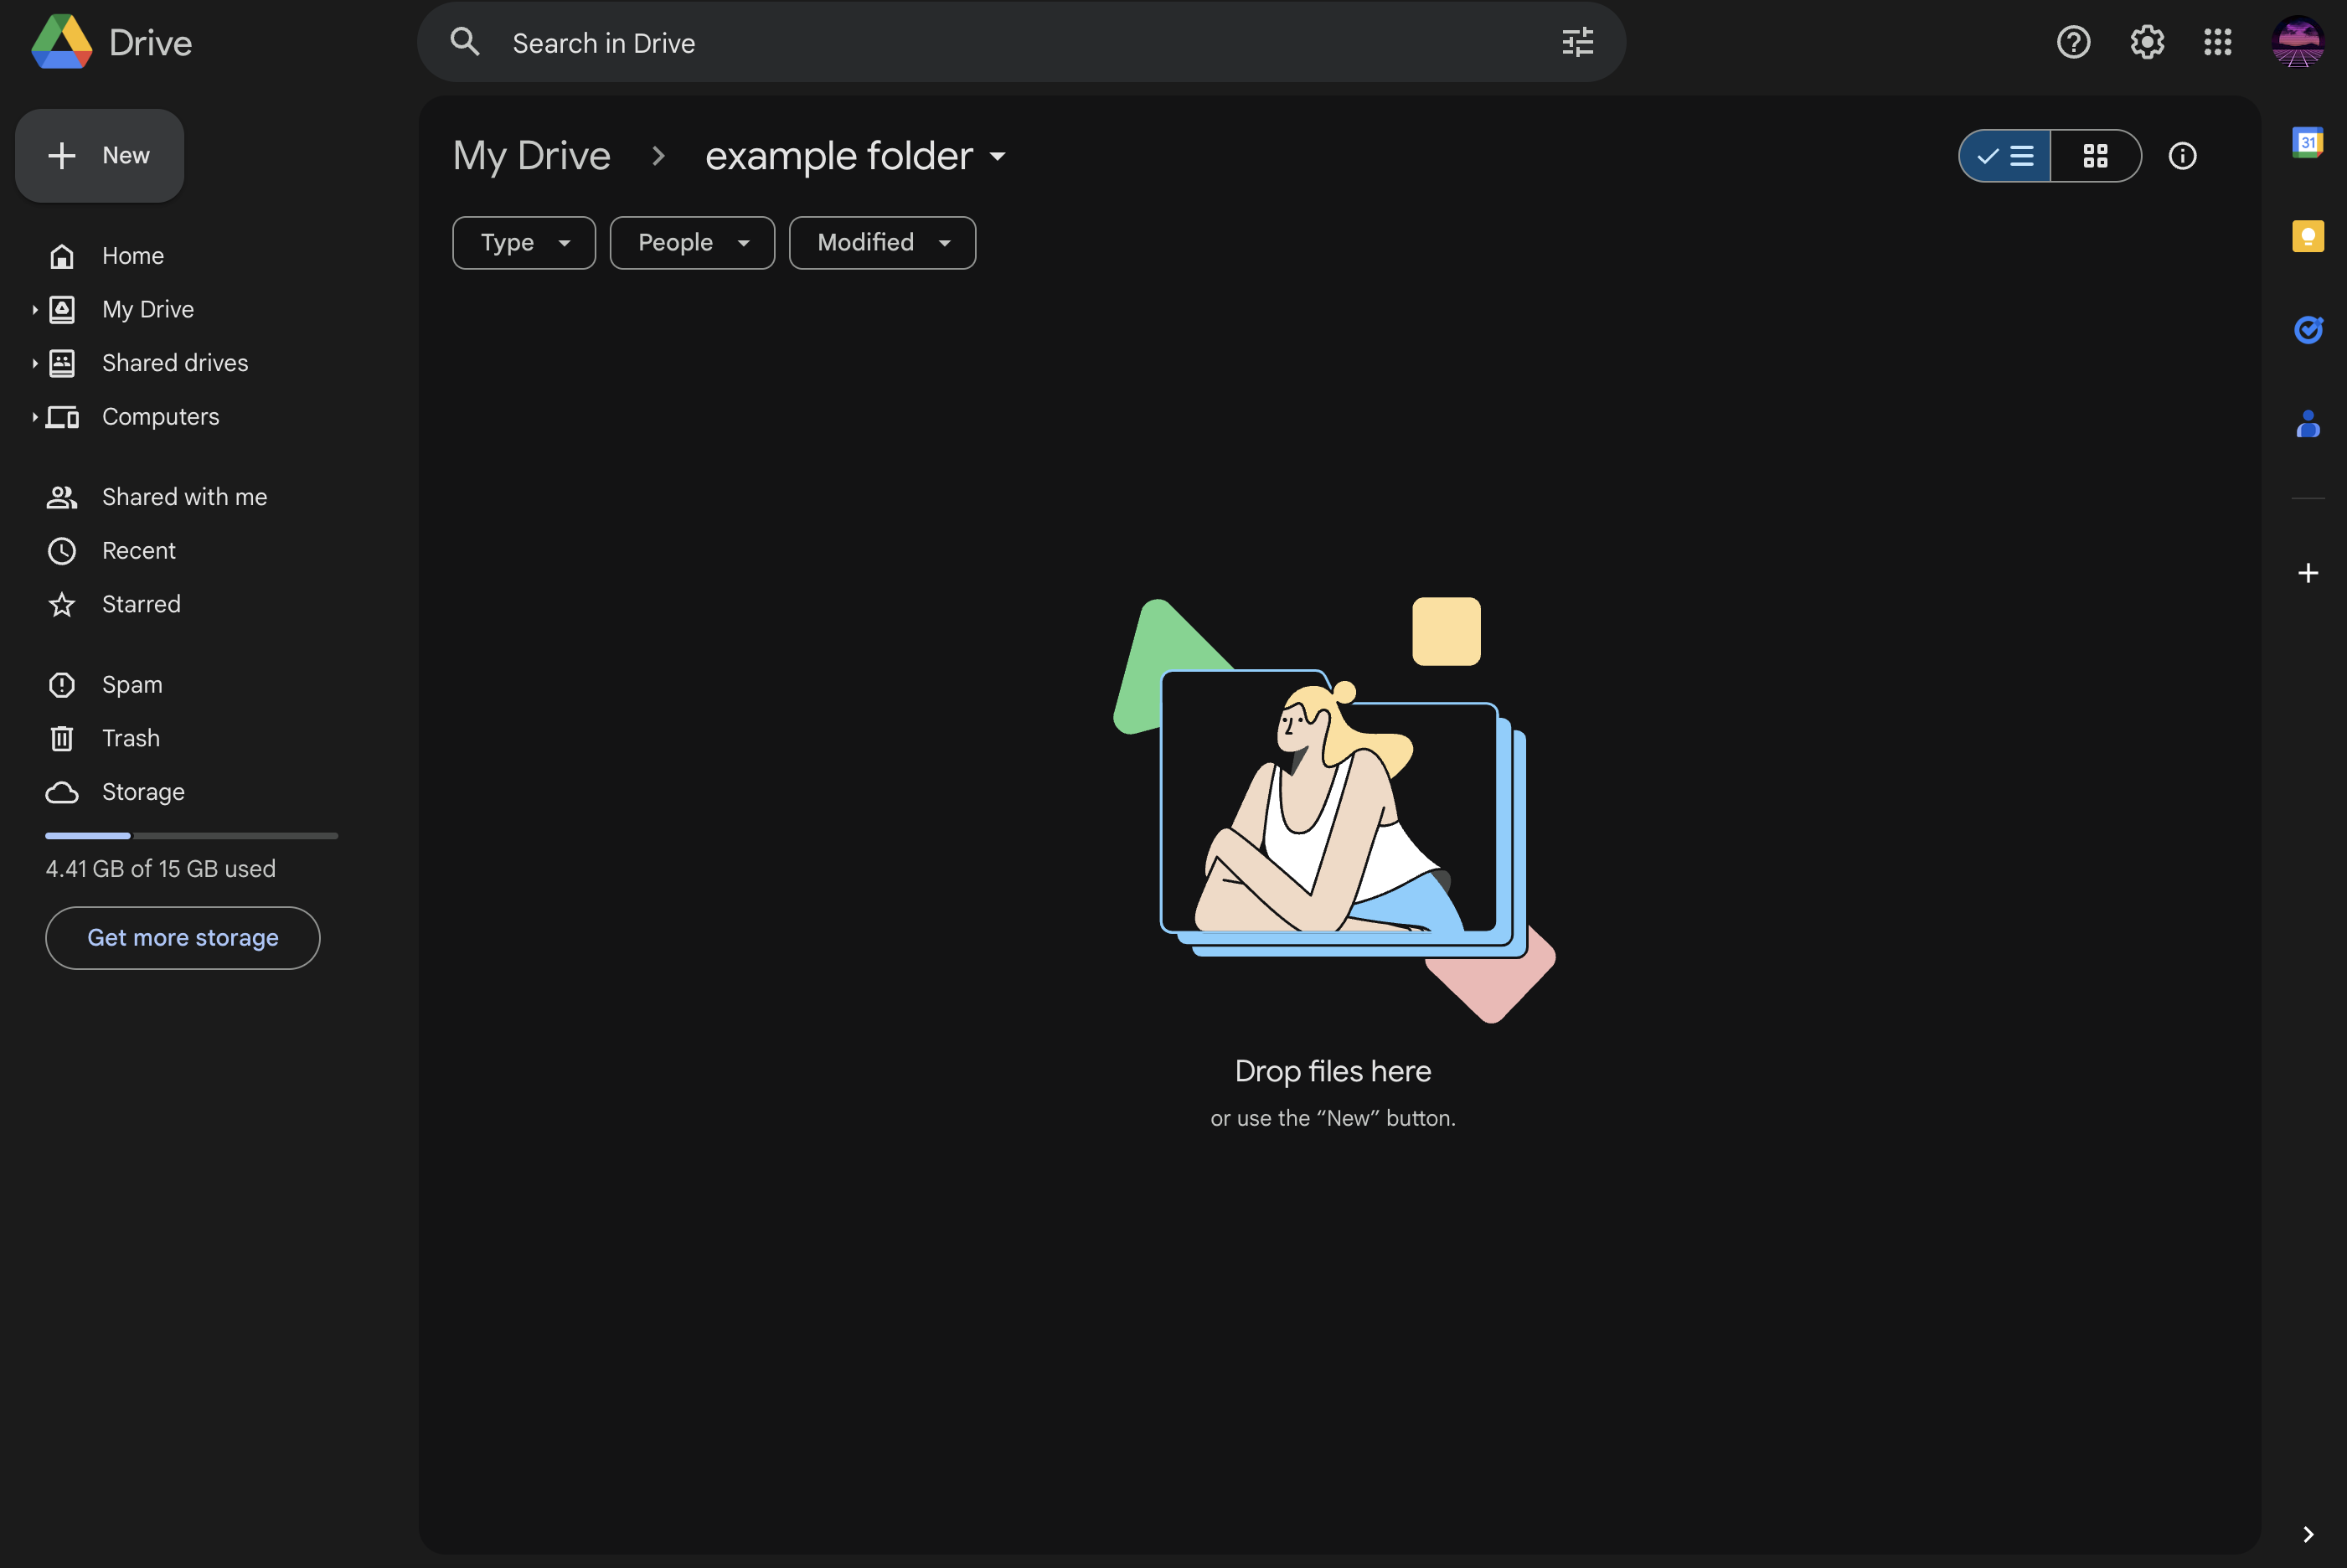 Drive
Search in Drive
New
My Drive
example folder
Type
People
Modified
Home
My Drive
Shared drives
Computers
Shared with me
Recent
Starred
Spam
Trash
Storage
4.41 GB of 15 GB used
Get more storage
Drop files here
or use the “New” button.
31